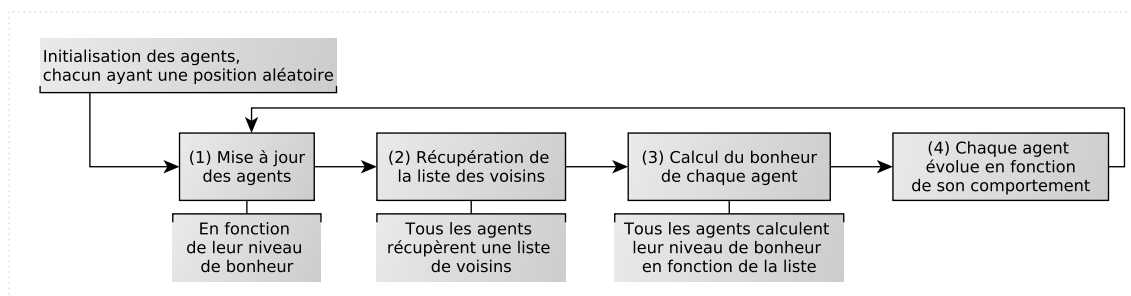 Initialisation des agents,
chacun ayant une position aléatoire
(1) Mise à jour
des agents
(2) Récupération de
la liste des voisins
(3) Calcul du bonheur
de chaque agent
(4) Chaque agent
évolue en fonction
de son comportement
En fonction
de leur niveau
de bonheur
Tous les agents
récupèrent une liste
de voisins
Tous les agents calculent
leur niveau de bonheur
en fonction de la liste